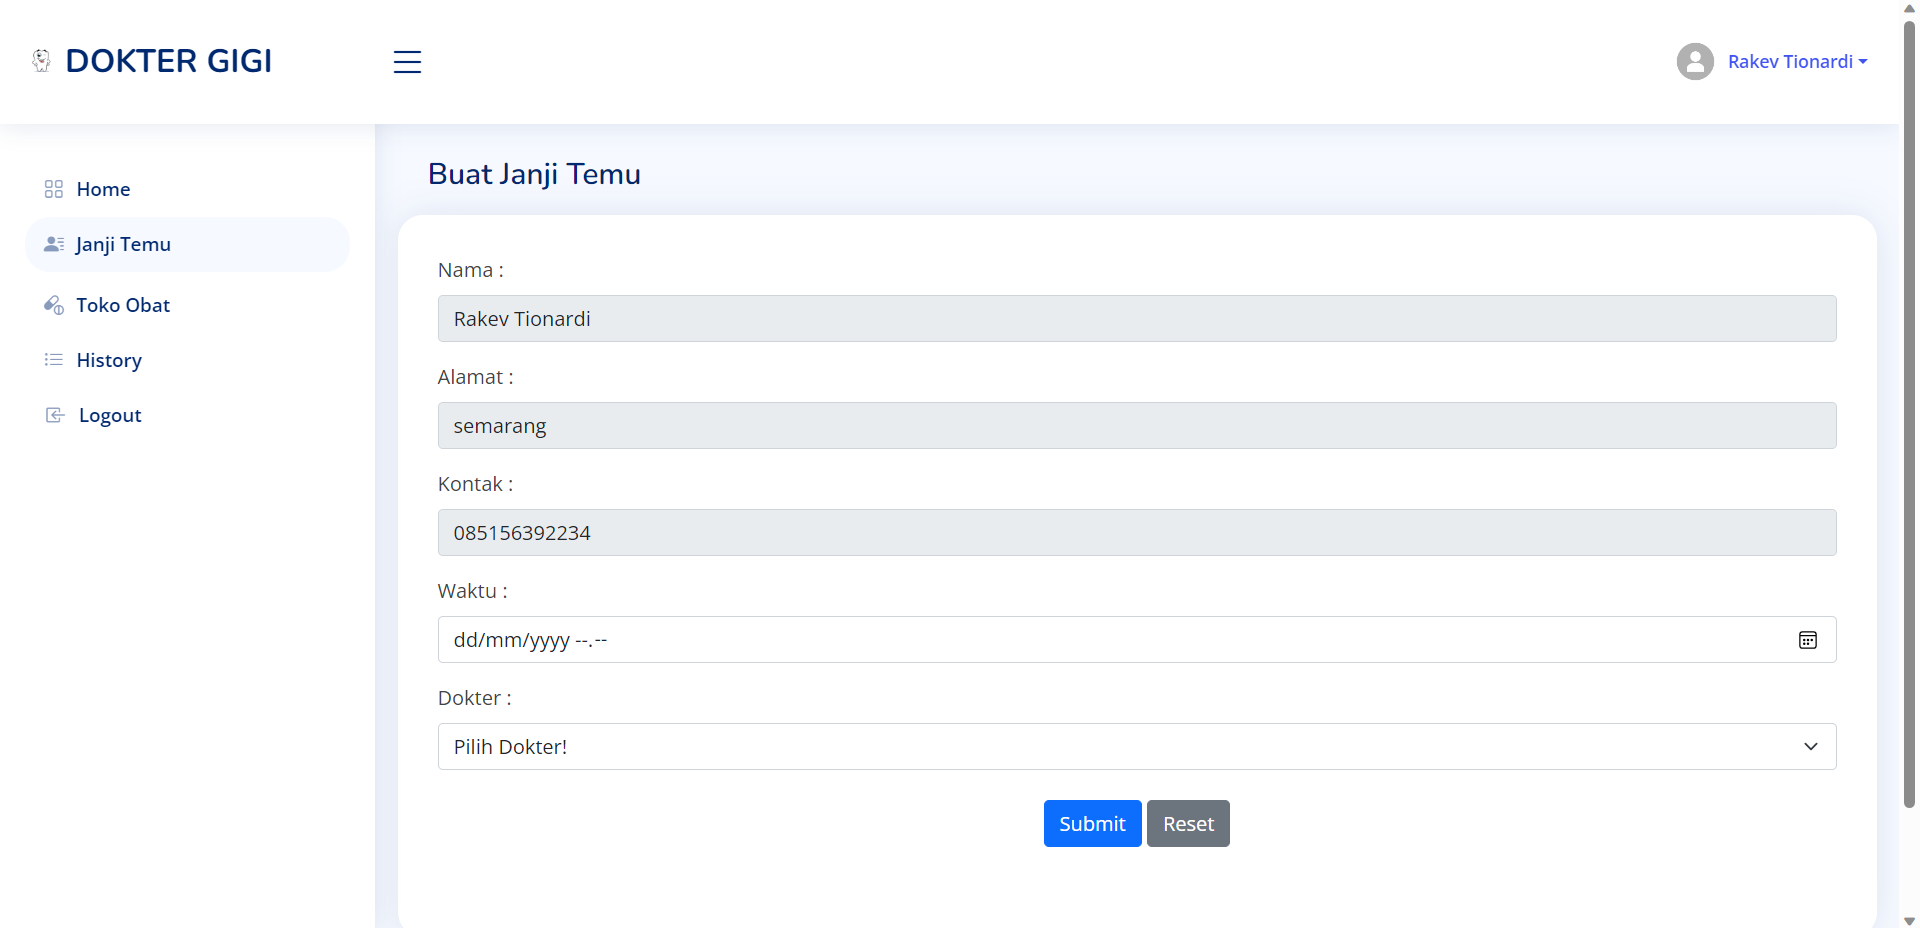 DOKTER GIGI
Rakev Tionardi
Home
Janji Temu
Toko Obat
History
Logout
Buat Janji Temu
Nama :
Rakev Tionardi
Alamat :
semarang
Kontak :
085156392234
Waktu :
dd/mm/yyyy --.--
Dokter :
Pilih Dokter!
Submit Reset